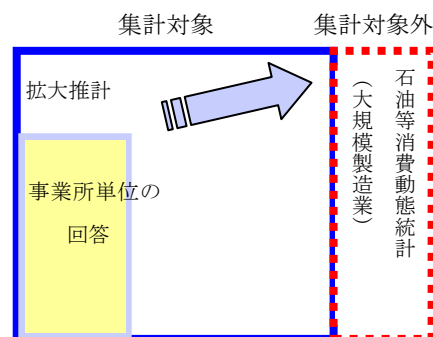 集計対象
集計対象外
拡大推計
事業所単位の
回答
石油等消費動態統計
（大規模製造業）